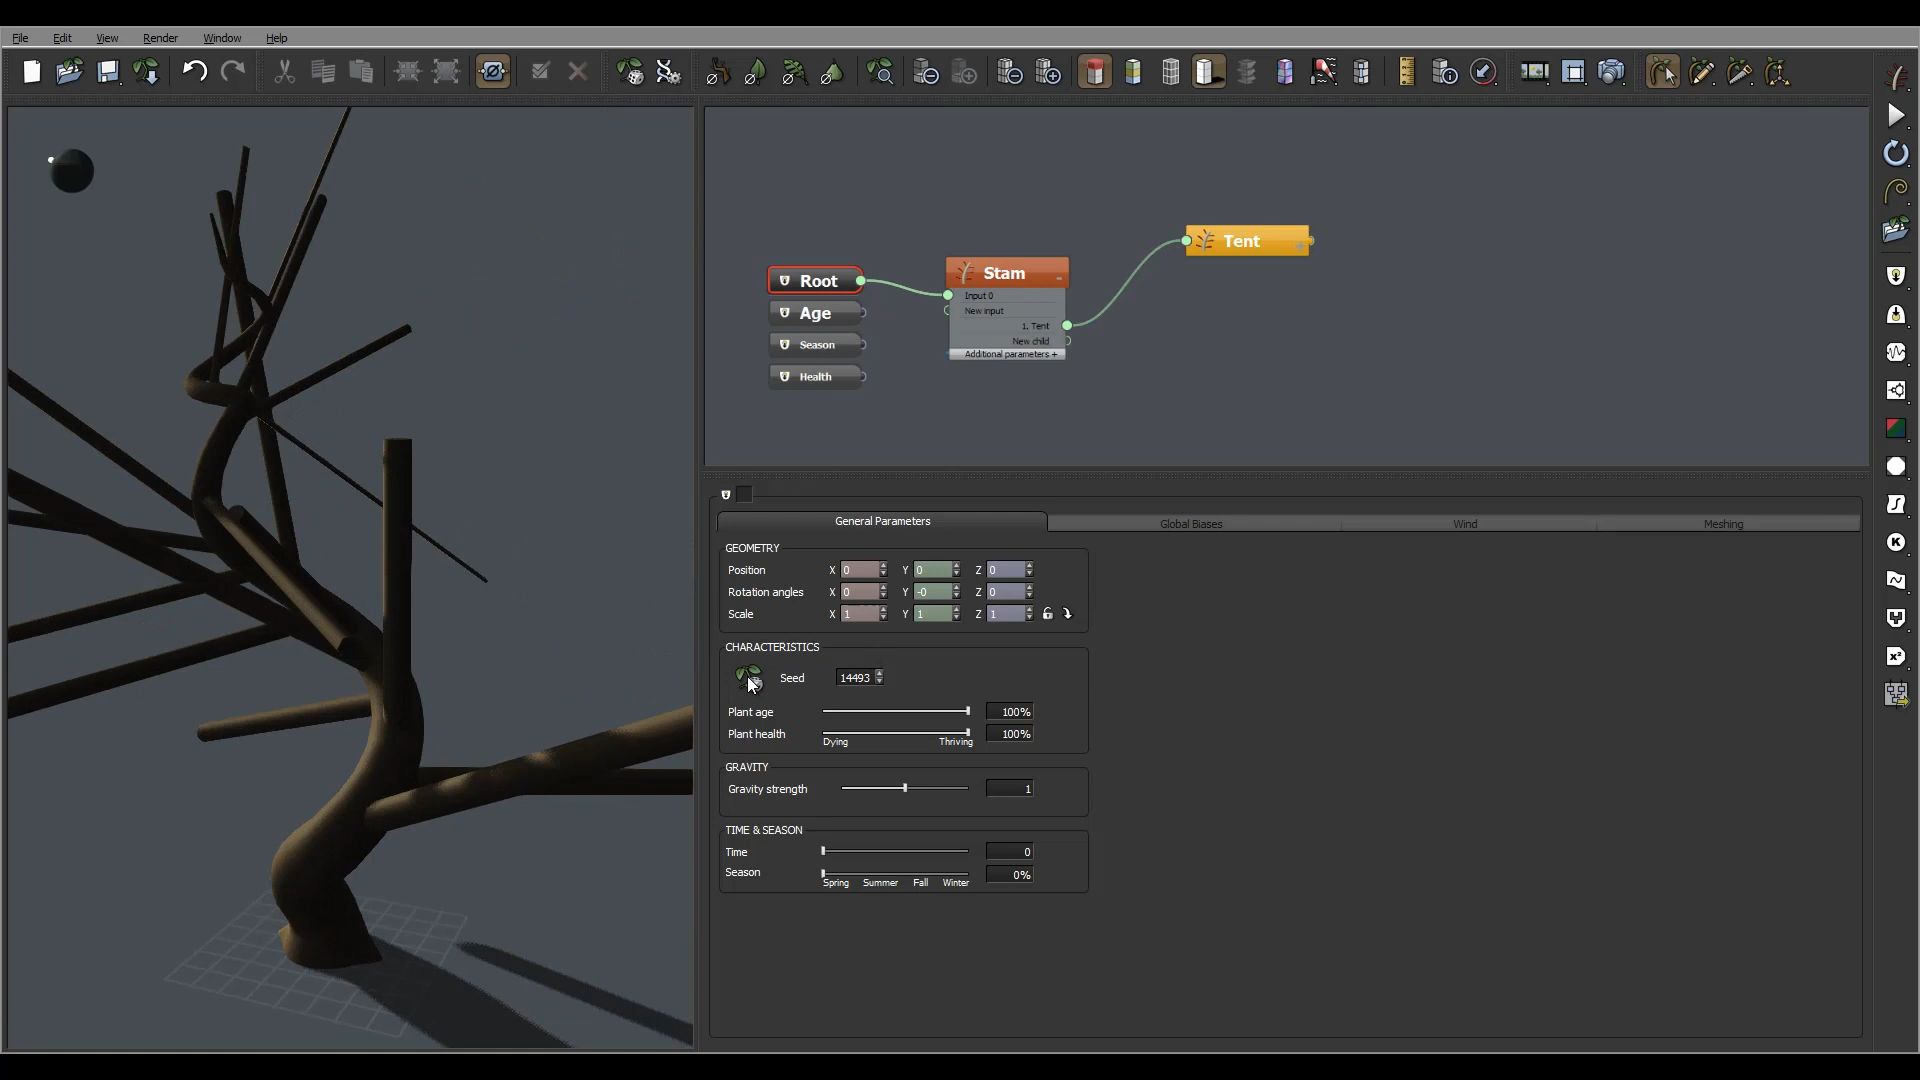 File Edit View Render Window Help
Tent
Root
Stam
Input 0
New input
Age
1. Tent
New child
Season
Additional parameters +
Health
General Parameters Global Biases Wind Meshing
GEOMETRY
Position X 0 Y 0 Z 0
Rotation angles X 0 Y -0 Z 0
Scale X 1 Y 1 Z 1
CHARACTERISTICS
Seed 14493
Plant age 100%
Plant health 100%
Dying Thriving
GRAVITY
Gravity strength 1
TIME & SEASON
Time 0
Season 0%
Spring Summer Fall Winter
K
x²